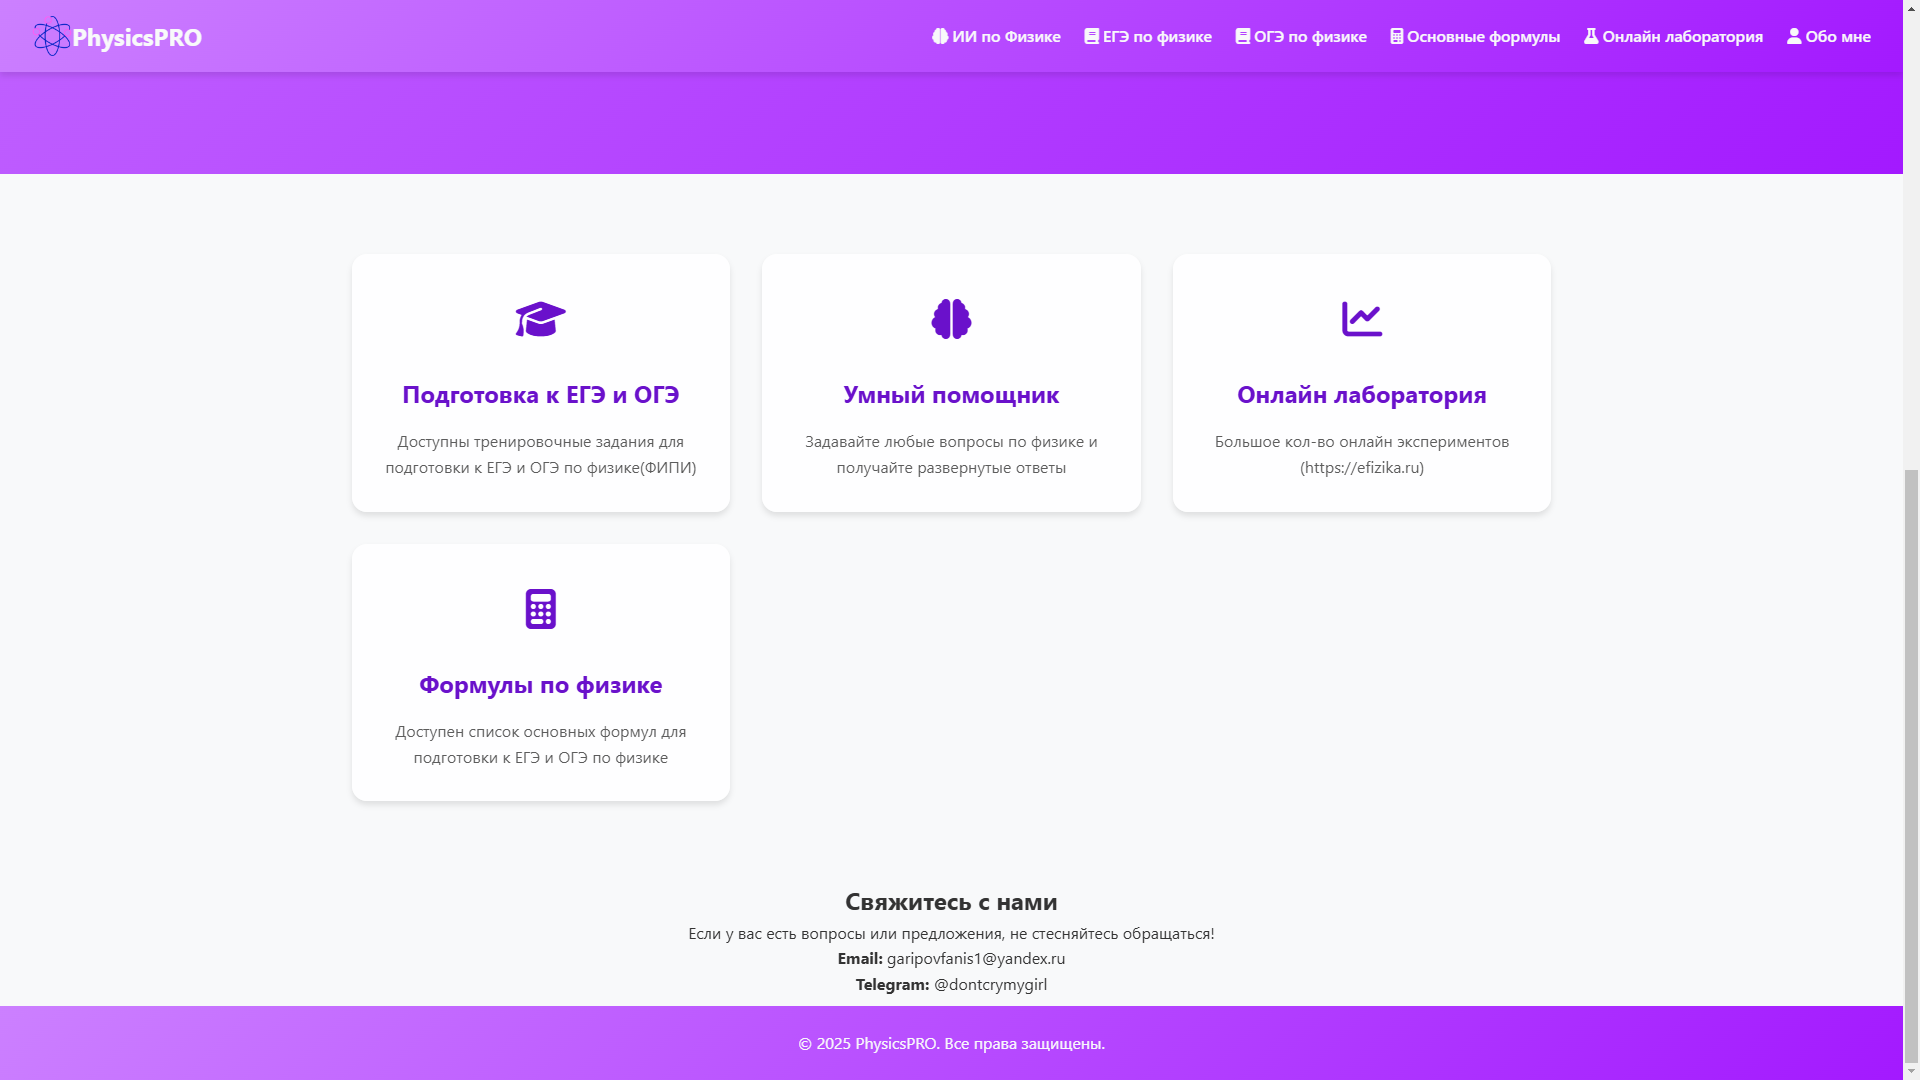 PhysicsPRO
ИИ по Физике
ЕГЭ по физике
ОГЭ по физике
Основные формулы
Онлайн лаборатория
Обо мне
Подготовка к ЕГЭ и ОГЭ
Доступны тренировочные задания для
подготовки к ЕГЭ и ОГЭ по физике(ФИПИ)
Умный помощник
Задавайте любые вопросы по физике и
получайте развернутые ответы
Онлайн лаборатория
Большое кол-во онлайн экспериментов
(https://efizika.ru)
Формулы по физике
Доступен список основных формул для
подготовки к ЕГЭ и ОГЭ по физике
Свяжитесь с нами
Если у вас есть вопросы или предложения, не стесняйтесь обращаться!
Email: garipovfanis1@yandex.ru
Telegram: @dontcrymygirl
© 2025 PhysicsPRO. Все права защищены.